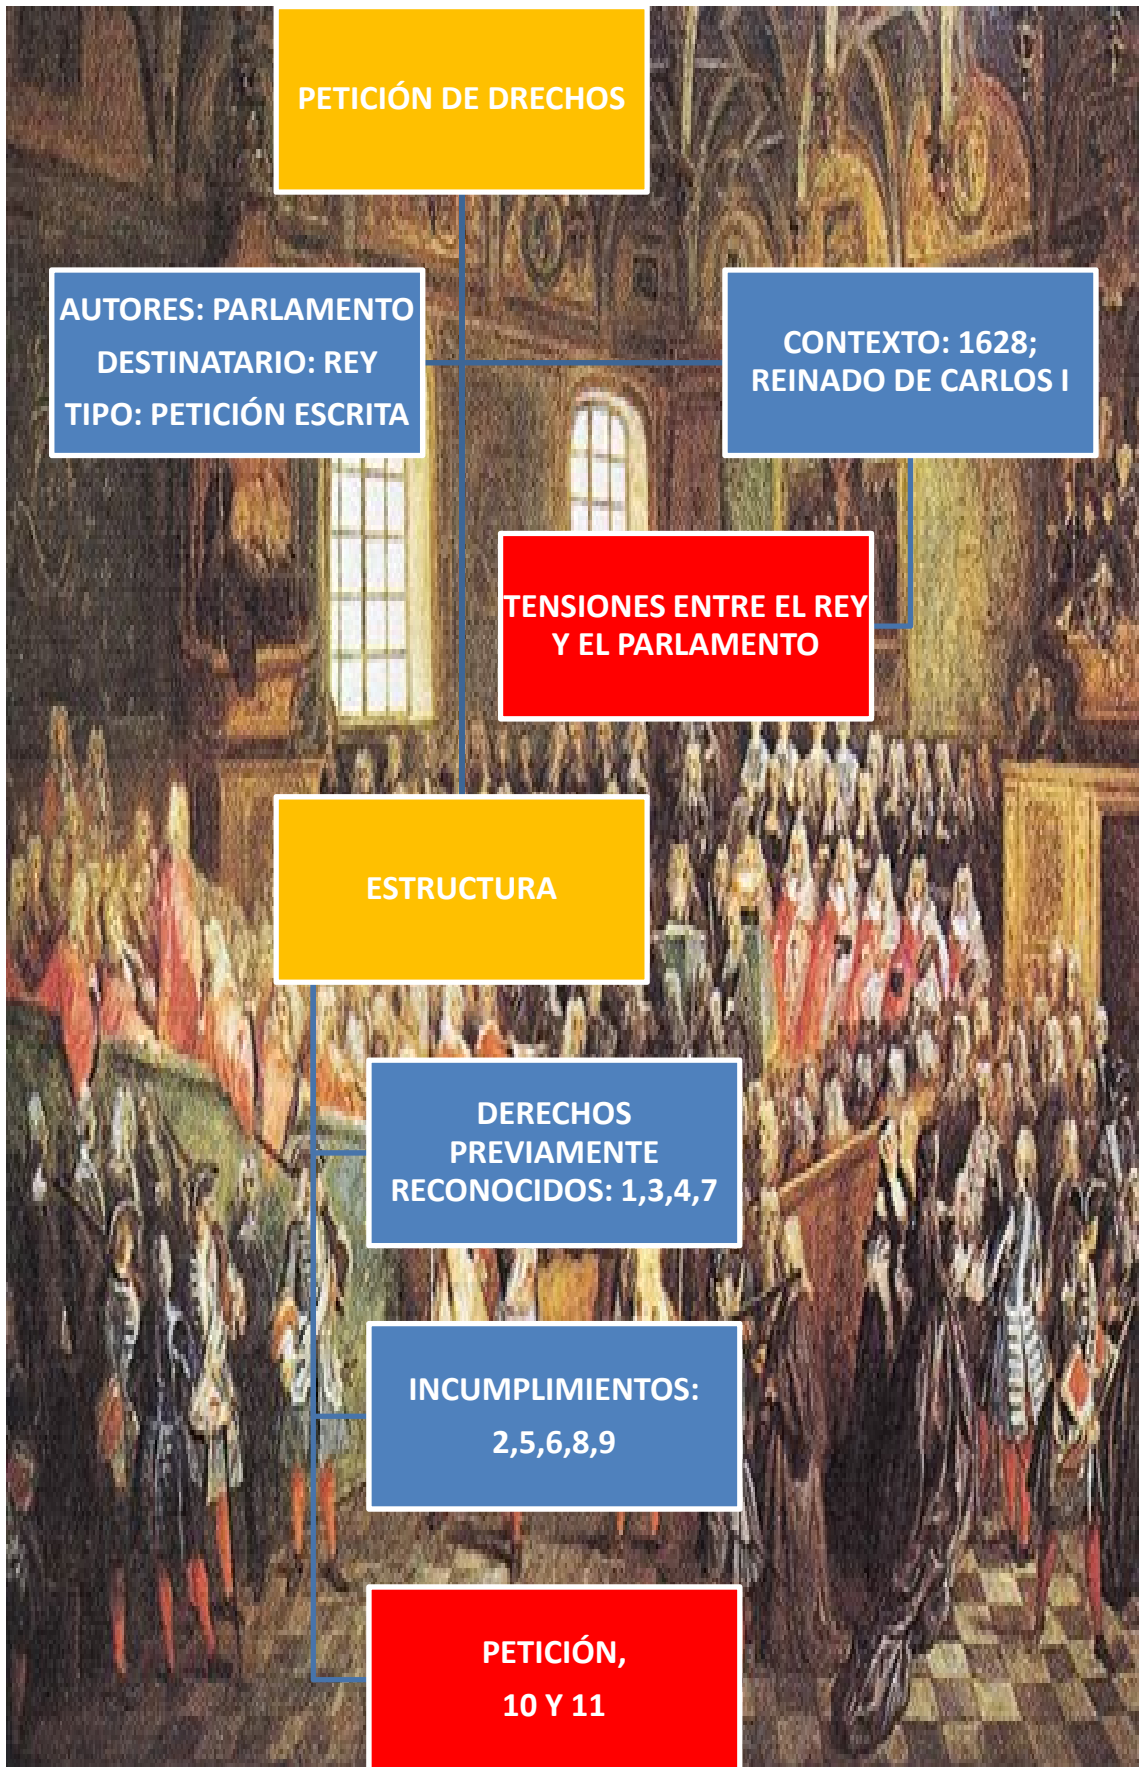 PETICIÓN DE DRECHOS
AUTORES: PARLAMENTO
DESTINATARIO: REY
TIPO: PETICIÓN ESCRITA
CONTEXTO: 1628;
REINADO DE CARLOS I
TENSIONES ENTRE EL REY
Y EL PARLAMENTO
ESTRUCTURA
DERECHOS
PREVIAMENTE
RECONOCIDOS: 1,3,4,7
INCUMPLIMIENTOS:
2,5,6,8,9
PETICIÓN,
10 Y 11